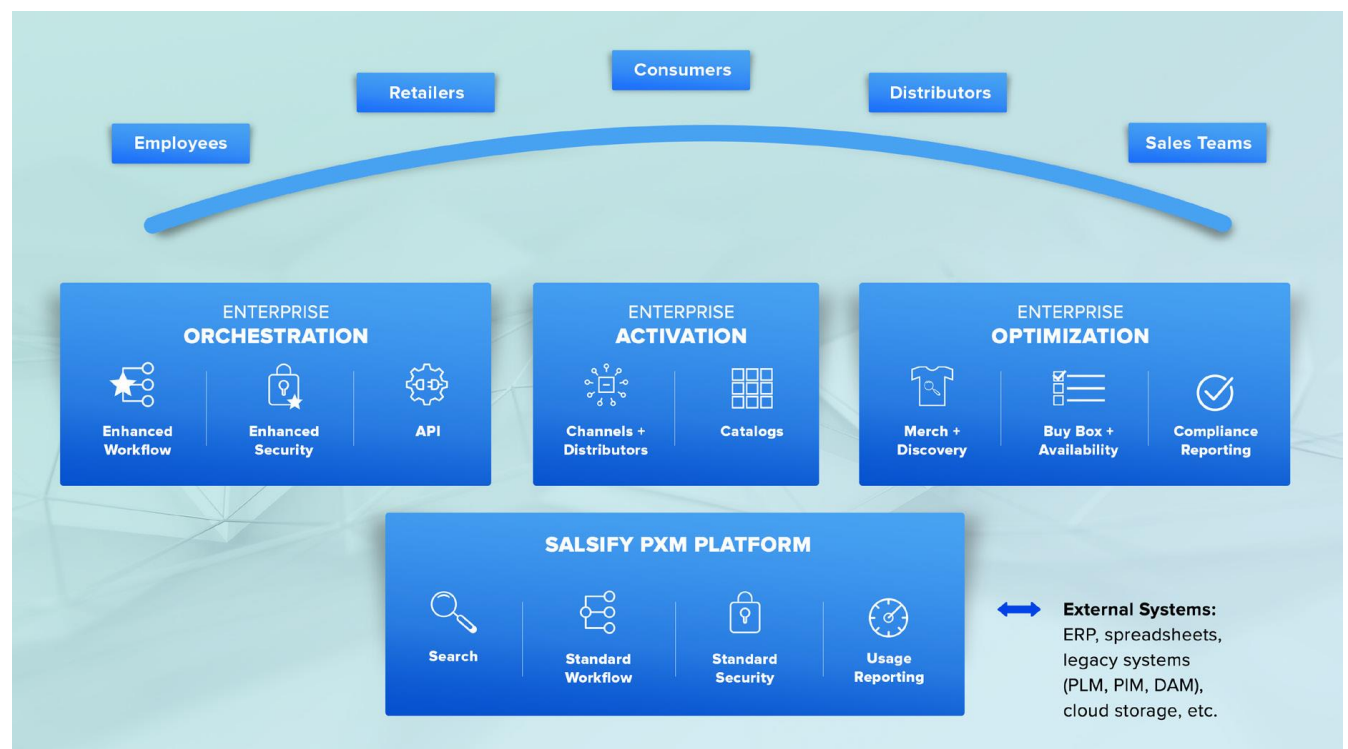 Consumers
Retailers
Distributors
Employees
Sales Teams
ENTERPRISE
ORCHESTRATION
Enhanced
Workflow
Enhanced
Security
API
ENTERPRISE
ACTIVATION
Channels +
Distributors
Catalogs
ENTERPRISE
OPTIMIZATION
Merch +
Discovery
Buy Box +
Availability
Compliance
Reporting
SALSIFY PXM PLATFORM
Search
Standard
Workflow
Standard
Security
Usage
Reporting
External Systems:
ERP, spreadsheets,
legacy systems
(PLM, PIM, DAM),
cloud storage, etc.